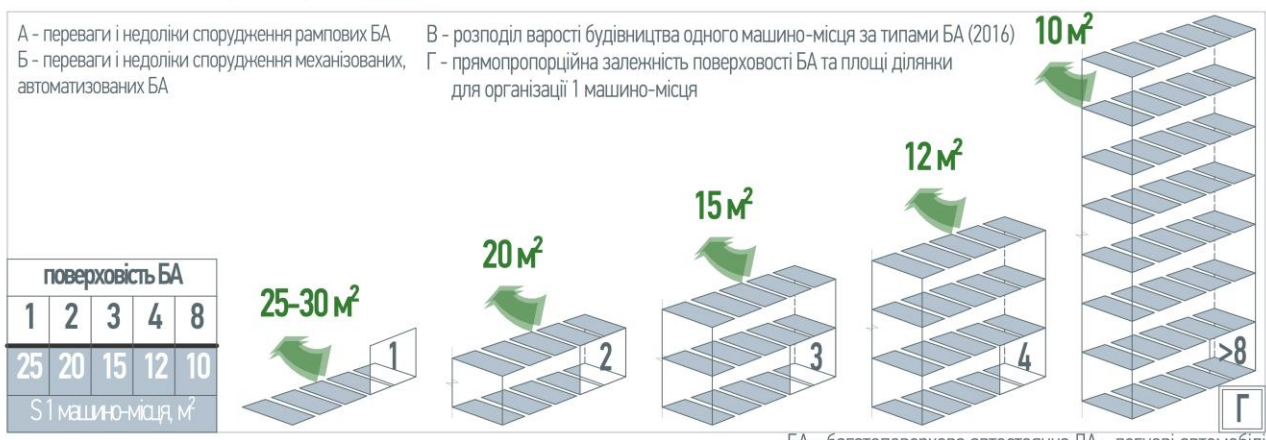 А - переваги і недоліки спорудження рампових БА
Б - переваги і недоліки спорудження механізованих,
автоматизованих БА
В - розподіл варості будівництва одного машино-місця за типами БА (2016)
Г - прямопропорційна залежність поверховості БА та площі ділянки
для організації 1 машино-місця
10 м²
12 м²
15 м²
20 м²
25-30 м²
поверховість БА
1 2 3 4 8
25 20 15 12 10
S 1 машино-місця, м²
1
2
3
4
>8
Г